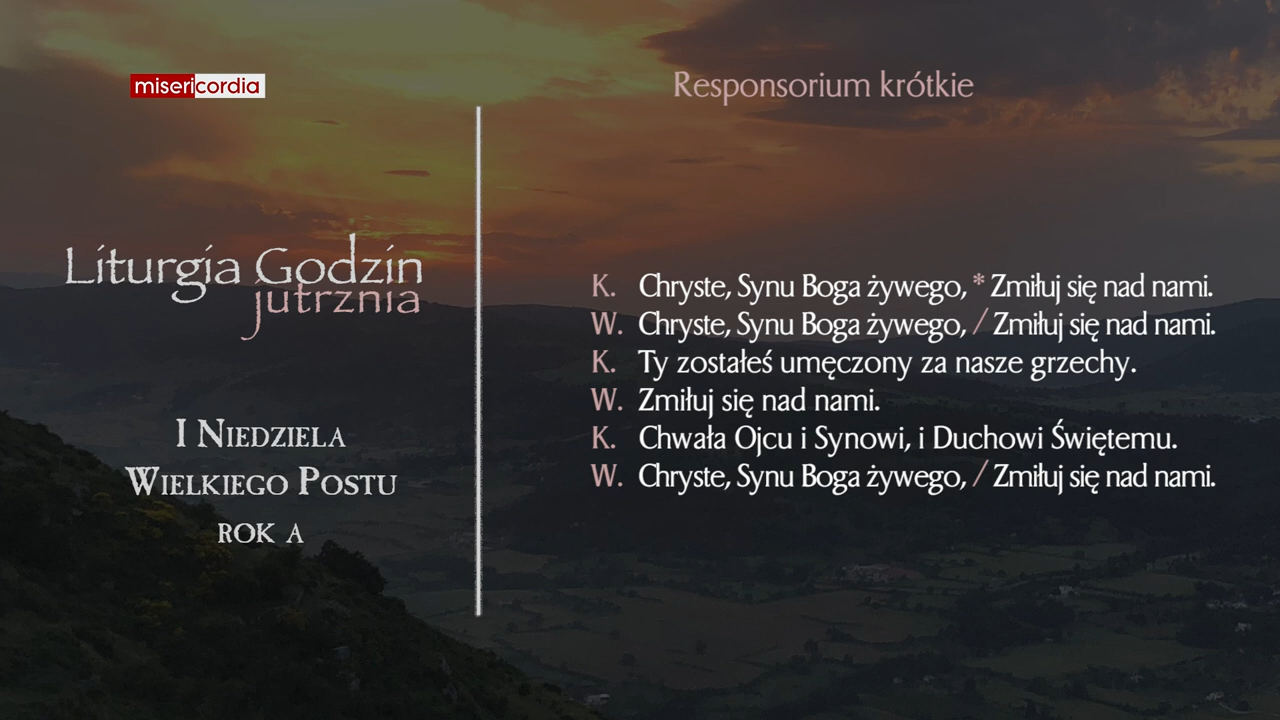 misericordia
Responsorium krótkie
Liturgia Godzin
jutrznia
I Niedziela
Wielkiego Postu
rok A
K. Chryste, Synu Boga żywego, * Zmiłuj się nad nami.
W. Chryste, Synu Boga żywego, / Zmiłuj się nad nami.
K. Ty zostałeś umęczony za nasze grzechy.
W. Zmiłuj się nad nami.
K. Chwała Ojcu i Synowi, i Duchowi Świętemu.
W. Chryste, Synu Boga żywego, / Zmiłuj się nad nami.